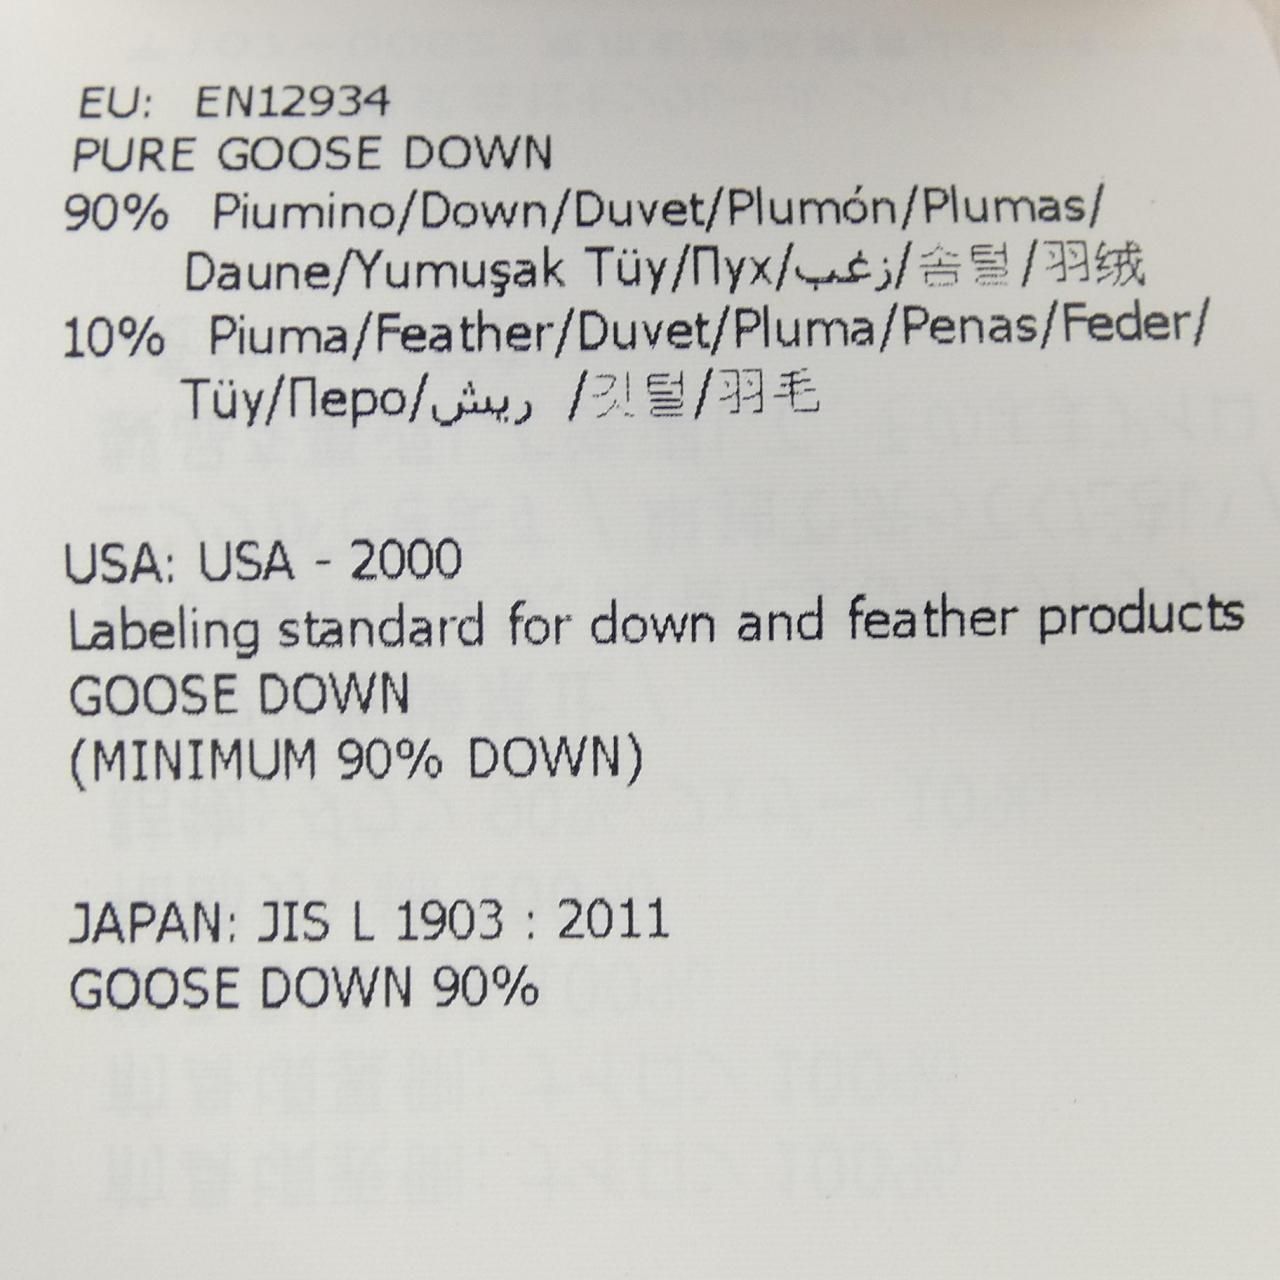 EU: EN12934
PURE GOOSE DOWN
90% Piumino/Down/Duvet/Plumón/Plumas/
Daune/Yumuşak Tüy/Пух/زغب/솜털/羽绒
10% Piuma/Feather/Duvet/Pluma/Penas/Feder/
Tüy/Перо/ريش /깃털/羽毛
USA: USA - 2000
Labeling standard for down and feather products
GOOSE DOWN
(MINIMUM 90% DOWN)
JAPAN: JIS L 1903 : 2011
GOOSE DOWN 90%